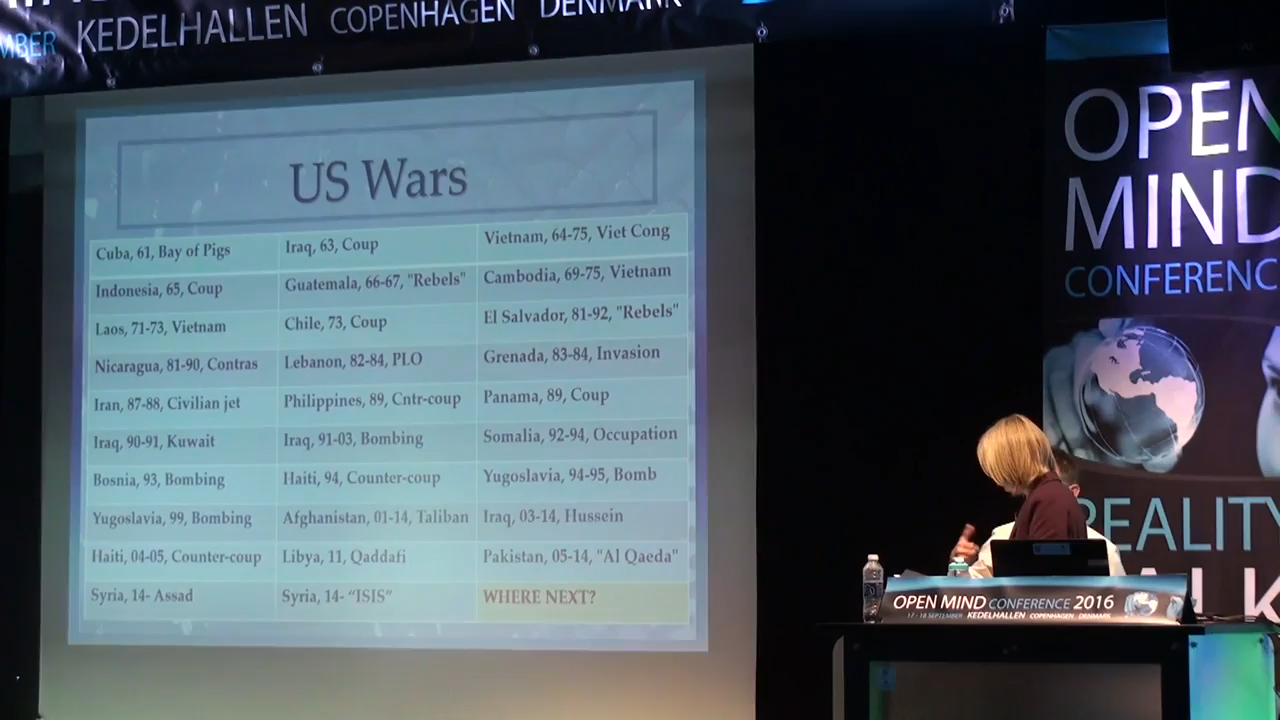 MBER KEDELHALLEN COPENHAGEN DENMARK
US Wars
Cuba, 61, Bay of Pigs
Iraq, 63, Coup
Vietnam, 64-75, Viet Cong
Indonesia, 65, Coup
Guatemala, 66-67, "Rebels"
Cambodia, 69-75, Vietnam
Laos, 71-73, Vietnam
Chile, 73, Coup
El Salvador, 81-92, "Rebels"
Nicaragua, 81-90, Contras
Lebanon, 82-84, PLO
Grenada, 83-84, Invasion
Iran, 87-88, Civilian jet
Philippines, 89, Cntr-coup
Panama, 89, Coup
Iraq, 90-91, Kuwait
Iraq, 91-03, Bombing
Somalia, 92-94, Occupation
Bosnia, 93, Bombing
Haiti, 94, Counter-coup
Yugoslavia, 94-95, Bomb
Yugoslavia, 99, Bombing
Afghanistan, 01-14, Taliban
Iraq, 03-14, Hussein
Haiti, 04-05, Counter-coup
Libya, 11, Qaddafi
Pakistan, 05-14, "Al Qaeda"
Syria, 14- Assad
Syria, 14- “ISIS”
WHERE NEXT?
OPEN
MIND
CONFERENC
REALITY
OPEN MIND CONFERENCE 2016
17 - 18 SEPTEMBER KEDELHALLEN COPENHAGEN DENMARK